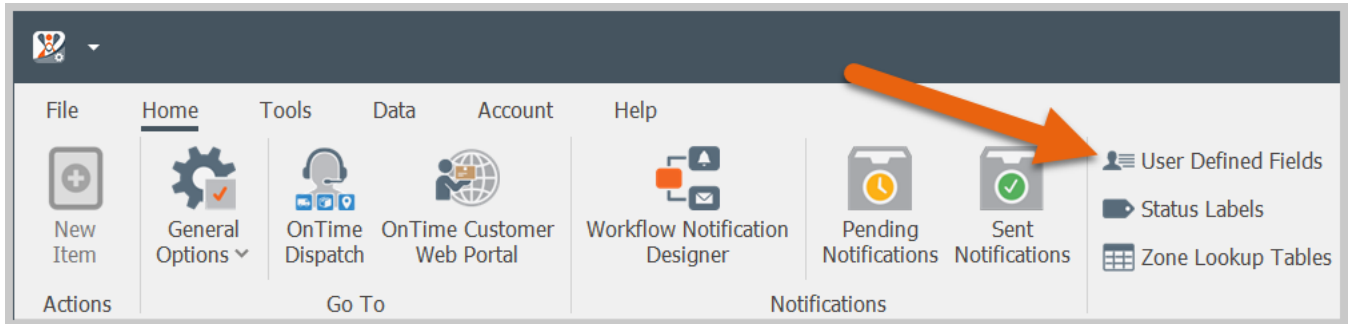 File Home Tools Data Account Help
New
Item
General
Options
OnTime
Dispatch
OnTime Customer
Web Portal
Workflow Notification
Designer
Pending
Notifications
Sent
Notifications
User Defined Fields
Status Labels
Zone Lookup Tables
Actions Go To Notifications